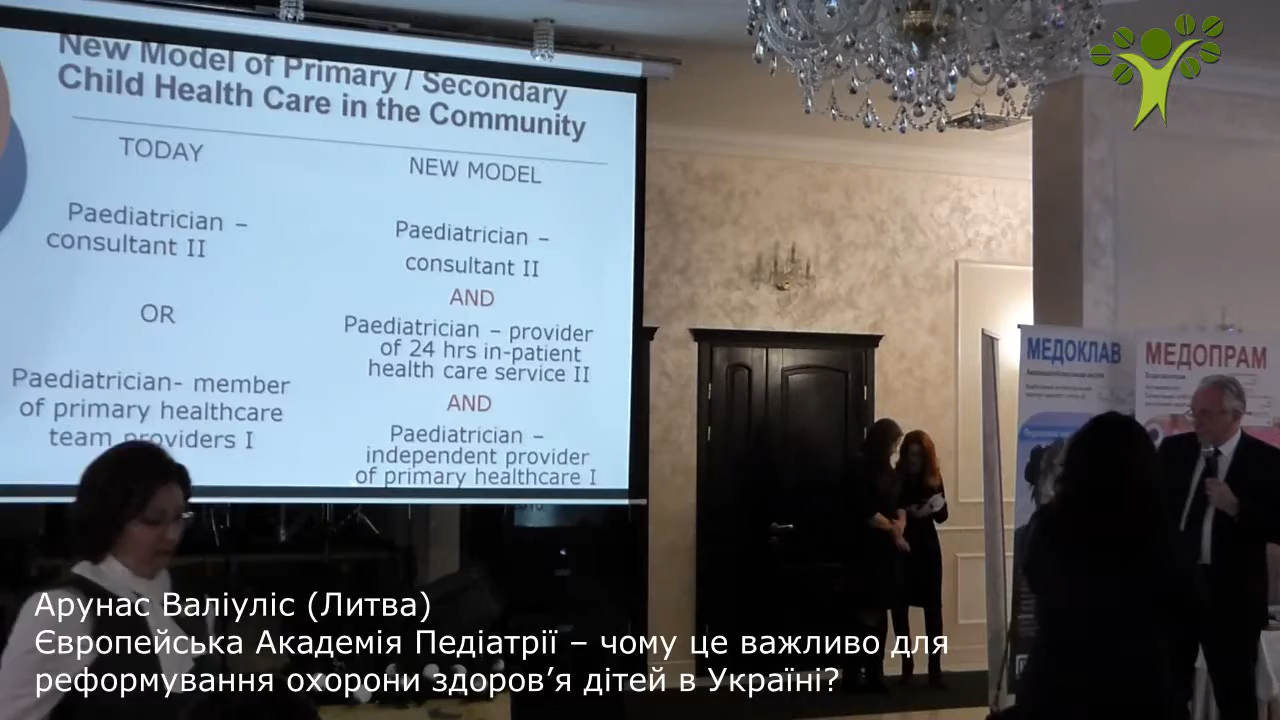 New Model of Primary / Secondary
Child Health Care in the Community
TODAY
Paediatrician –
consultant II
OR
Paediatrician- member
of primary healthcare
team providers I
NEW MODEL
Paediatrician –
consultant II
AND
Paediatrician – provider
of 24 hrs in-patient
health care service II
AND
Paediatrician –
independent provider
of primary healthcare I
МЕДОКЛАВ
МЕДОПРАМ
Арунас Валіуліс (Литва)
Європейська Академія Педіатрії – чому це важливо для
реформування охорони здоров’я дітей в Україні?